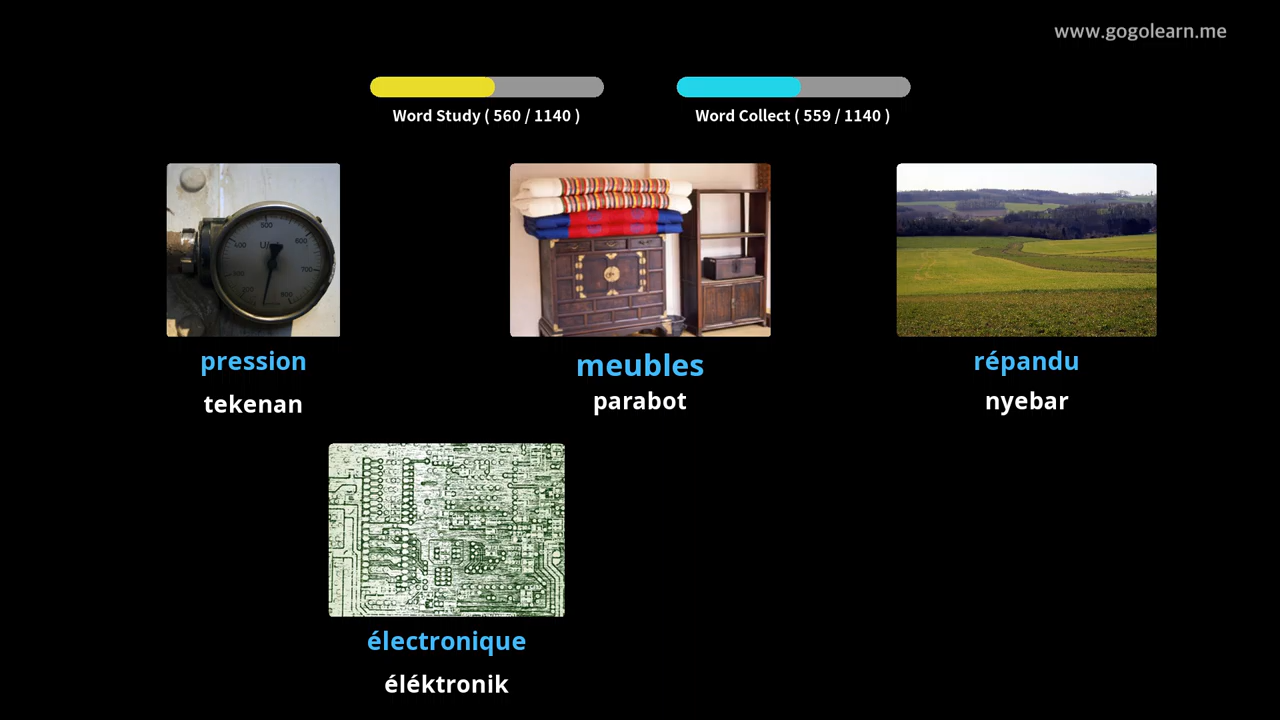 www.gogolearn.me
Word Study ( 560 / 1140 )
Word Collect ( 559 / 1140 )
pression
tekenan
meubles
parabot
répandu
nyebar
électronique
éléktronik